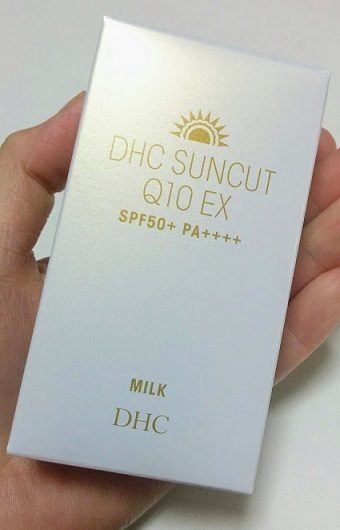 DHC SUNCUT
Q10 EX
SPF50+ PA++++
MILK
DHC